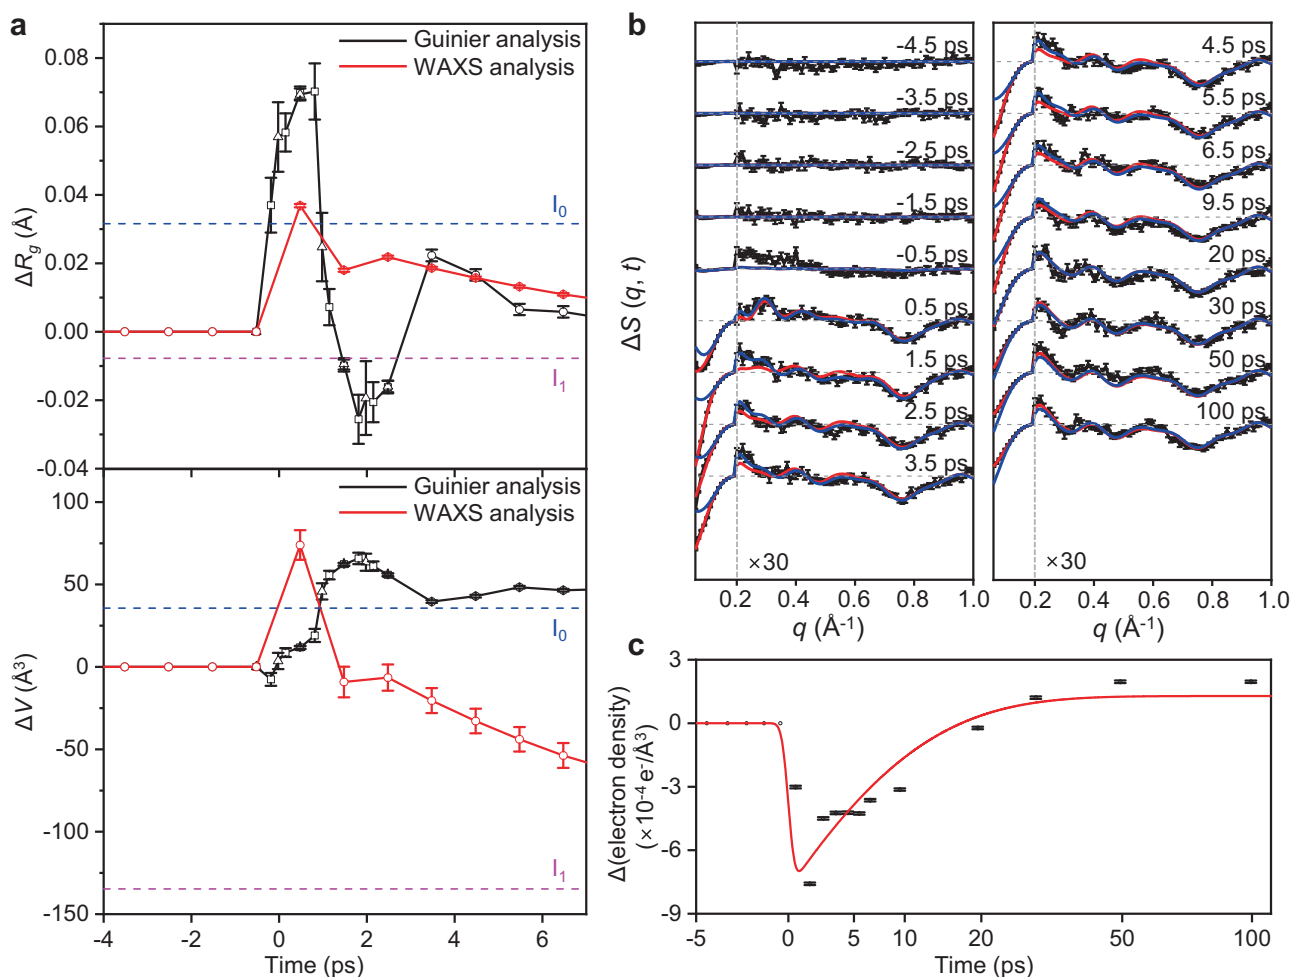 a
Guinier analysis
WAXS analysis
0.08
0.06
0.04
0.02
0.00
-0.02
-0.04
ΔRg (Å)
I0
I1
Guinier analysis
WAXS analysis
100
50
0
-50
-100
-150
ΔV (Å³)
I0
I1
-4 -2 0 2 4 6
Time (ps)
b
ΔS (q, t)
-4.5 ps
-3.5 ps
-2.5 ps
-1.5 ps
-0.5 ps
0.5 ps
1.5 ps
2.5 ps
3.5 ps
×30
0.2 0.4 0.6 0.8 1.0
q (Å⁻¹)
4.5 ps
5.5 ps
6.5 ps
9.5 ps
20 ps
30 ps
50 ps
100 ps
×30
0.2 0.4 0.6 0.8 1.0
q (Å⁻¹)
c
3
0
-3
-6
-9
Δ(electron density)
(×10⁻⁴ e⁻/Å³)
-5 0 5 10 20 50 100
Time (ps)